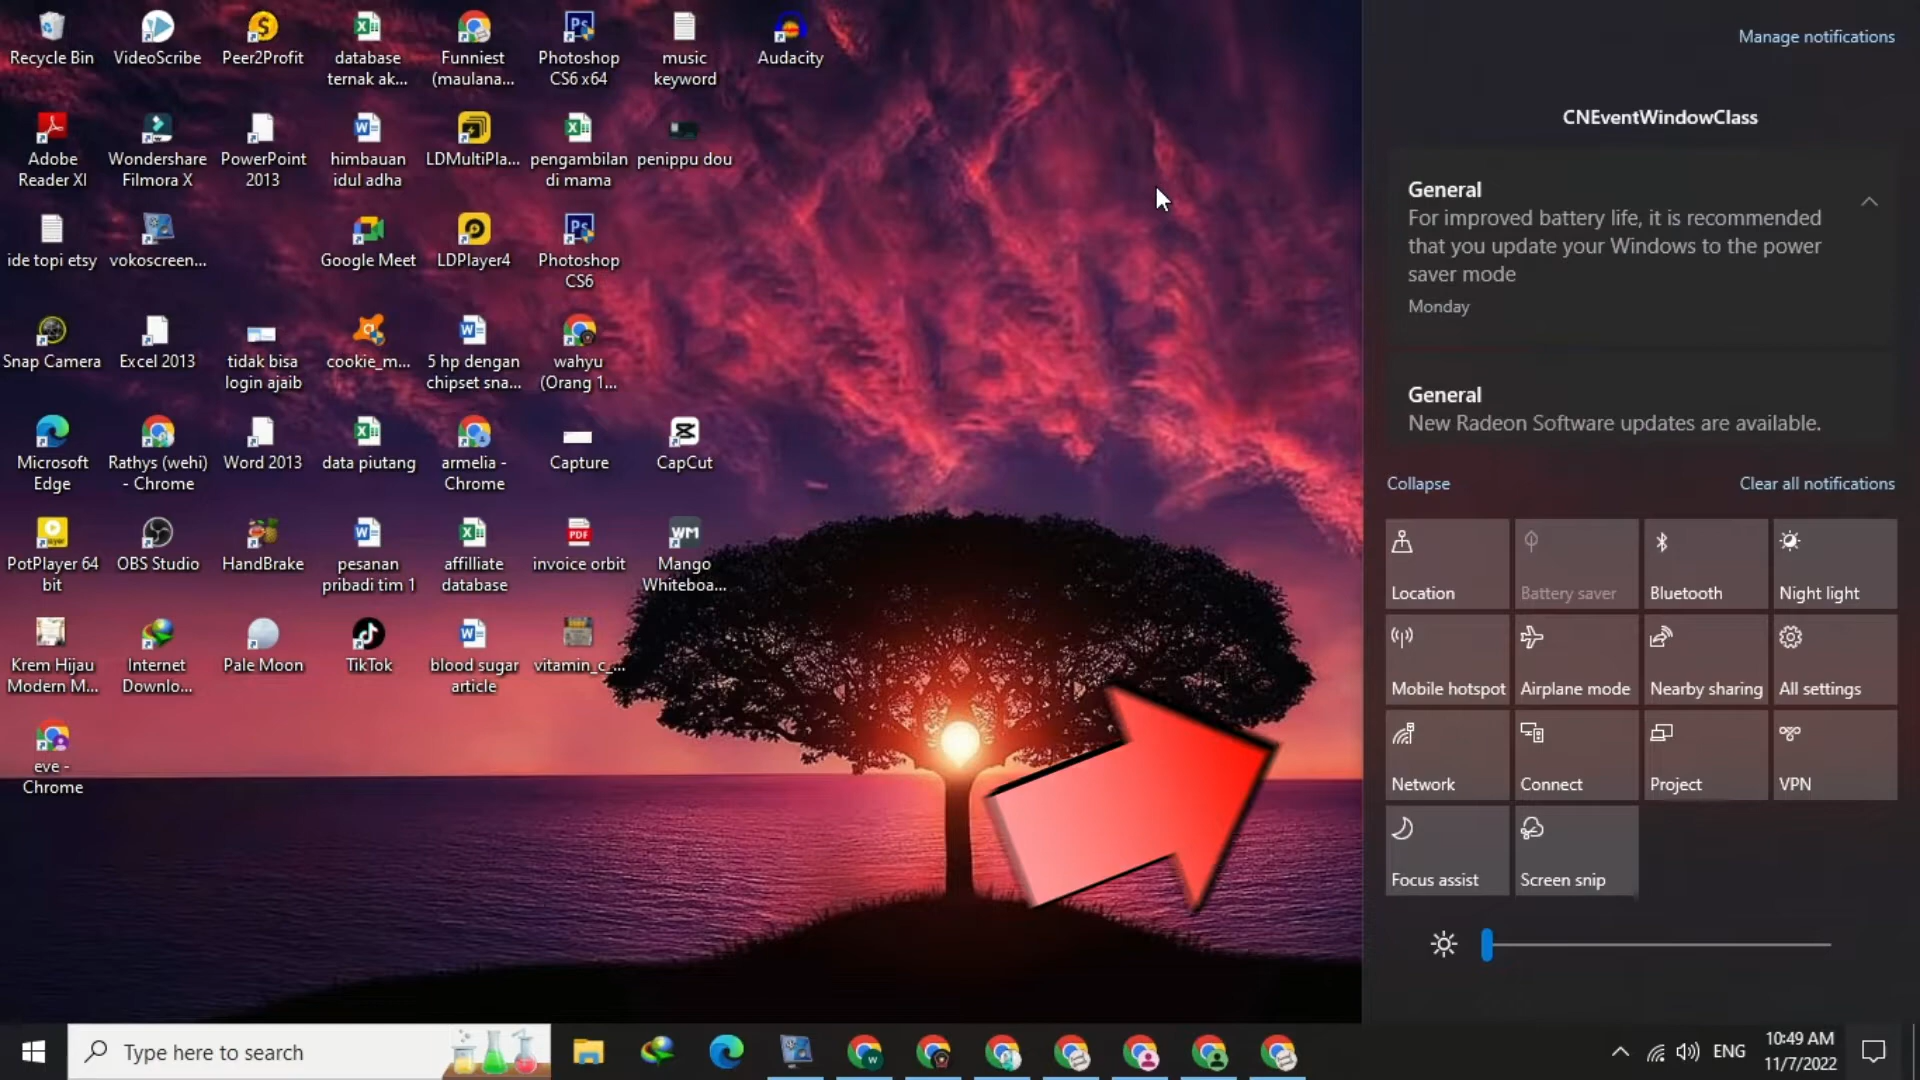 Recycle Bin
VideoScribe
Peer2Profit
database
ternak ak...
Funniest
(maulana...
Photoshop
CS6 x64
music
keyword
Audacity
Adobe
Reader XI
Wondershare
Filmora X
PowerPoint
2013
himbauan
idul adha
LDMultiPla...
pengambilan
di mama
penippu dou
ide topi etsy
vokoscreen...
Google Meet
LDPlayer4
Photoshop
CS6
Snap Camera
Excel 2013
tidak bisa
login ajaib
cookie_m...
5 hp dengan
chipset sna...
wahyu
(Orang 1...
Microsoft
Edge
Rathys (wehi)
- Chrome
Word 2013
data piutang
armelia -
Chrome
Capture
CapCut
PotPlayer 64
bit
OBS Studio
HandBrake
pesanan
pribadi tim 1
affilliate
database
invoice orbit
Mango
Whiteboa...
Krem Hijau
Modern M...
Internet
Downlo...
Pale Moon
TikTok
blood sugar
article
vitamin_c_...
eve -
Chrome
Manage notifications
CNEventWindowClass
General
For improved battery life, it is recommended
that you update your Windows to the power
saver mode
Monday
General
New Radeon Software updates are available.
Collapse
Clear all notifications
Location
Battery saver
Bluetooth
Night light
Mobile hotspot
Airplane mode
Nearby sharing
All settings
Network
Connect
Project
VPN
Focus assist
Screen snip
Type here to search
ENG
10:49 AM
11/7/2022